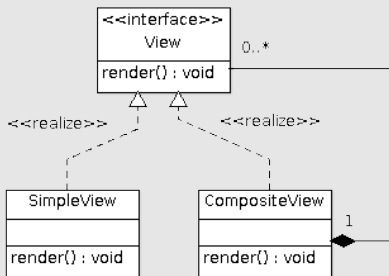 <<interface>>
View
0..*
render() : void
<<realize>>
<<realize>>
SimpleView
CompositeView
1
render() : void
render() : void